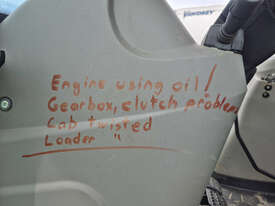 Engine using oil!
Gearbox, clutch problem
Cab twisted
Loader "